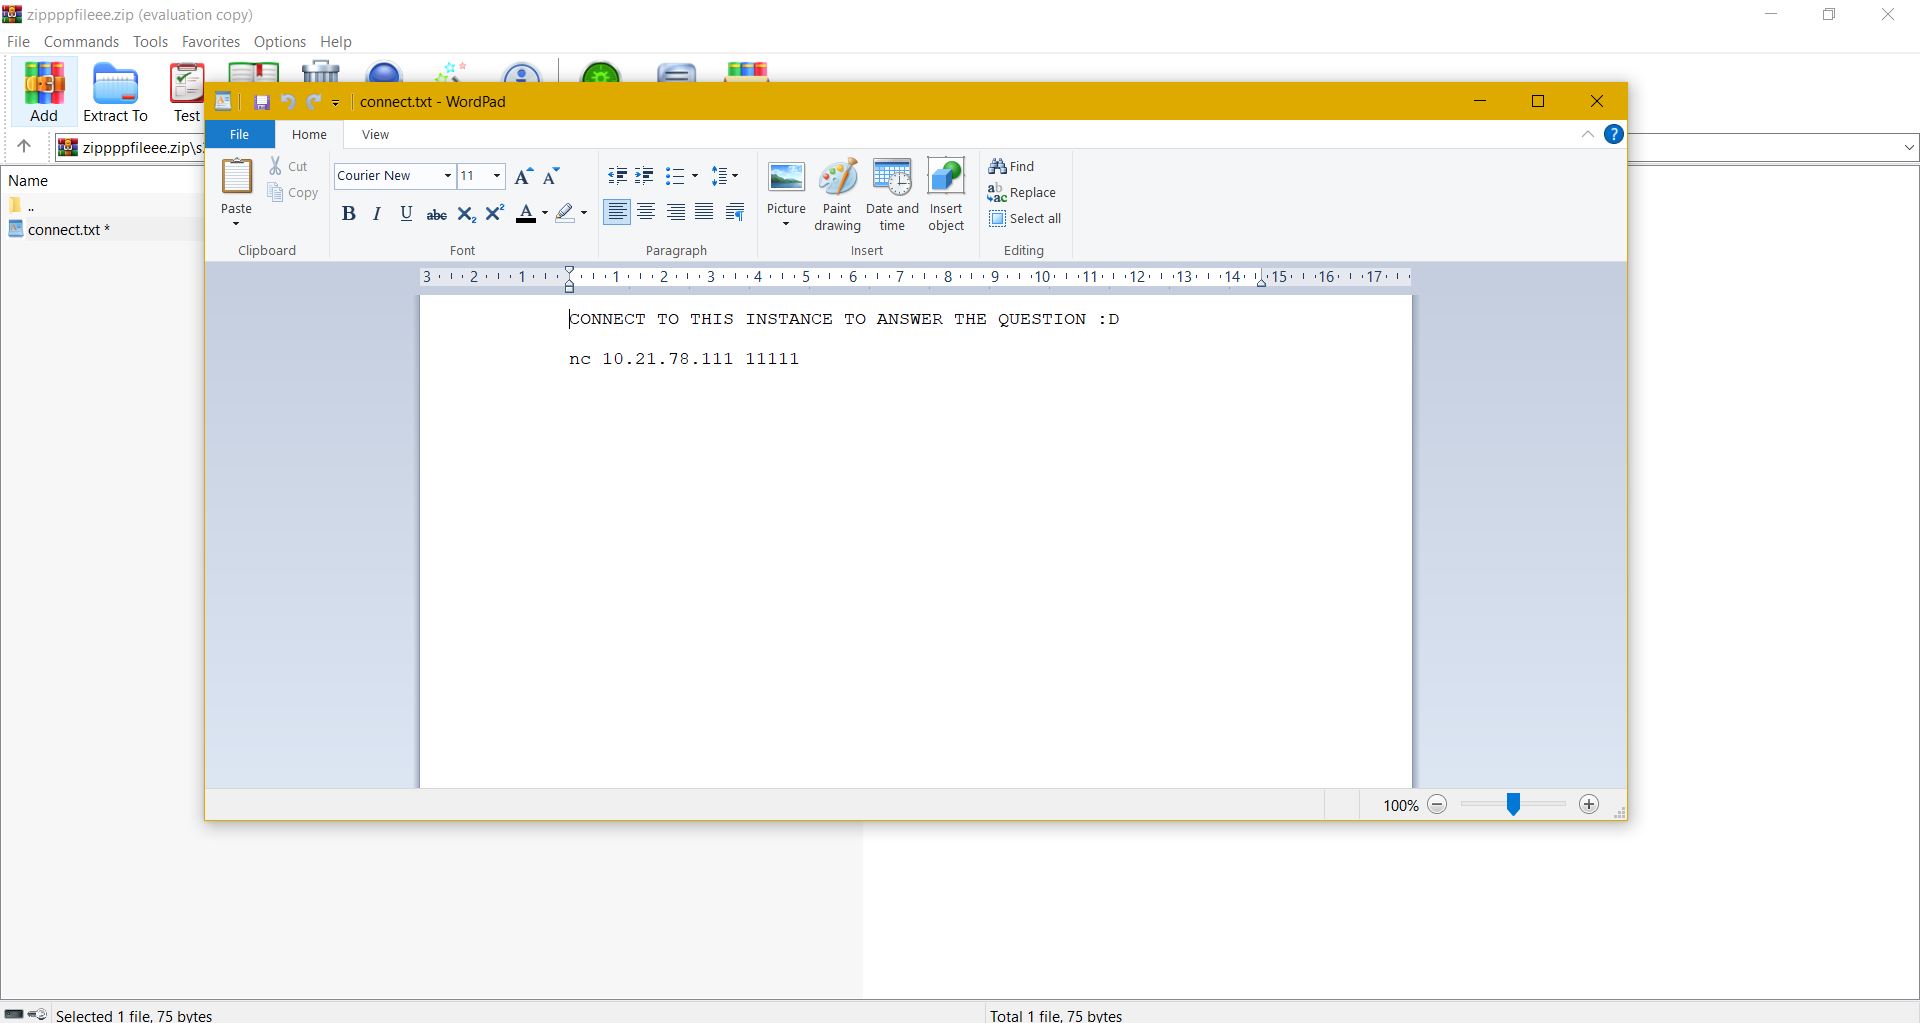 zippppfileee.zip (evaluation copy)
File Commands Tools Favorites Options Help
Add Extract To Test
zippppfileee.zip\s
Name
..
connect.txt *
connect.txt - WordPad
File Home View
Paste
Cut
Copy
Clipboard
Courier New 11
B I U abc X₂ X² A
Font
Paragraph
Picture
Paint drawing
Date and time
Insert object
Insert
Find
Replace
Select all
Editing
3 2 1 1 2 3 4 5 6 7 8 9 10 11 12 13 14 15 16 17
CONNECT TO THIS INSTANCE TO ANSWER THE QUESTION :D
nc 10.21.78.111 11111
100%
Selected 1 file, 75 bytes
Total 1 file, 75 bytes